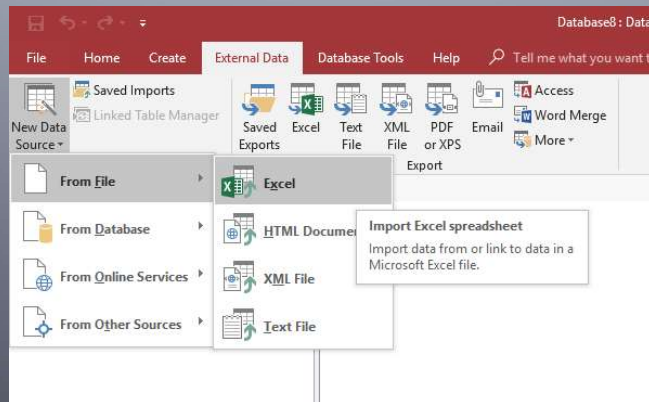 Database8 : Data
File Home Create External Data Database Tools Help Tell me what you want t
New Data
Source
Saved Imports
Linked Table Manager
Saved
Exports
Excel
Text
File
XML
File
PDF
or XPS
Email
Access
Word Merge
More
Export
From File
From Database
From Online Services
From Other Sources
Excel
HTML Docume
XML File
Text File
Import Excel spreadsheet
Import data from or link to data in a
Microsoft Excel file.